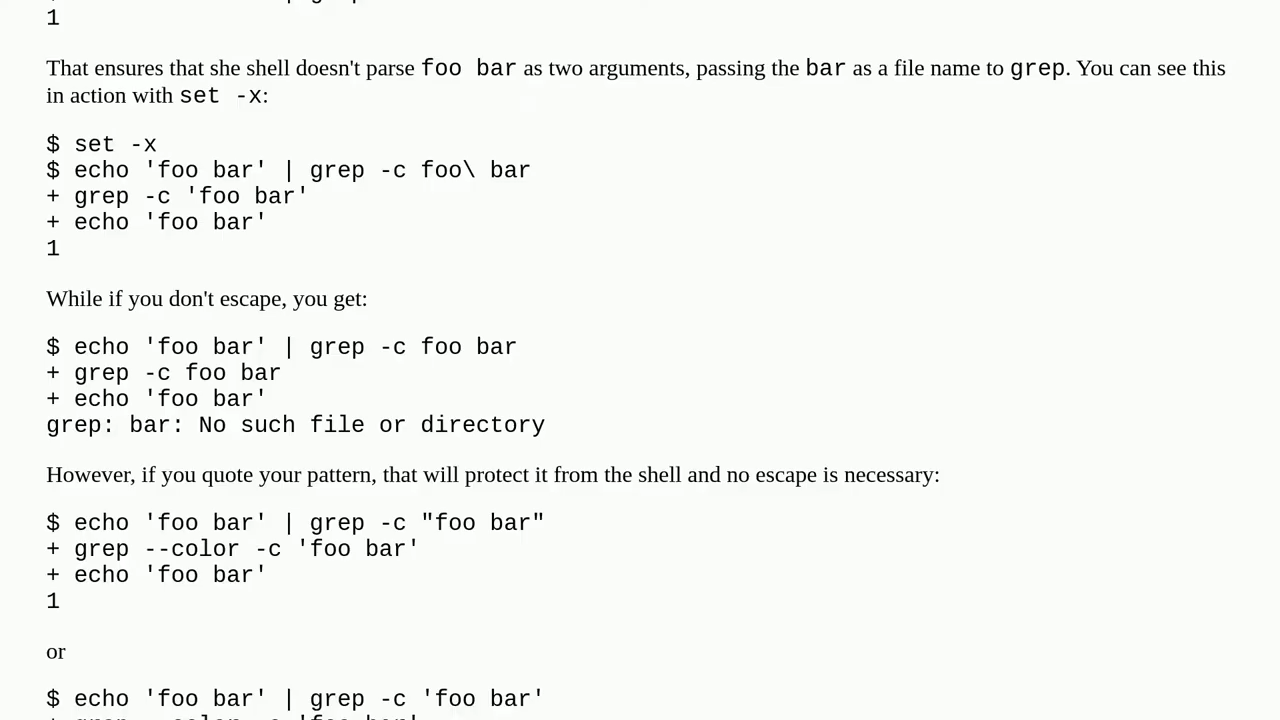 1
That ensures that she shell doesn't parse foo bar as two arguments, passing the bar as a file name to grep. You can see this
in action with set -x:
$ set -x
$ echo 'foo bar' | grep -c foo\ bar
+ grep -c 'foo bar'
+ echo 'foo bar'
1
While if you don't escape, you get:
$ echo 'foo bar' | grep -c foo bar
+ grep -c foo bar
+ echo 'foo bar'
grep: bar: No such file or directory
However, if you quote your pattern, that will protect it from the shell and no escape is necessary:
$ echo 'foo bar' | grep -c "foo bar"
+ grep --color -c 'foo bar'
+ echo 'foo bar'
1
or
$ echo 'foo bar' | grep -c 'foo bar'